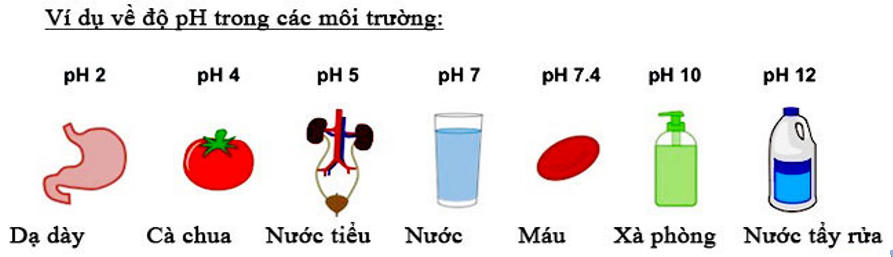 Ví dụ về độ pH trong các môi trường:
pH 2 pH 4 pH 5 pH 7 pH 7.4 pH 10 pH 12
Dạ dày Cà chua Nước tiểu Nước Máu Xà phòng Nước tẩy rửa